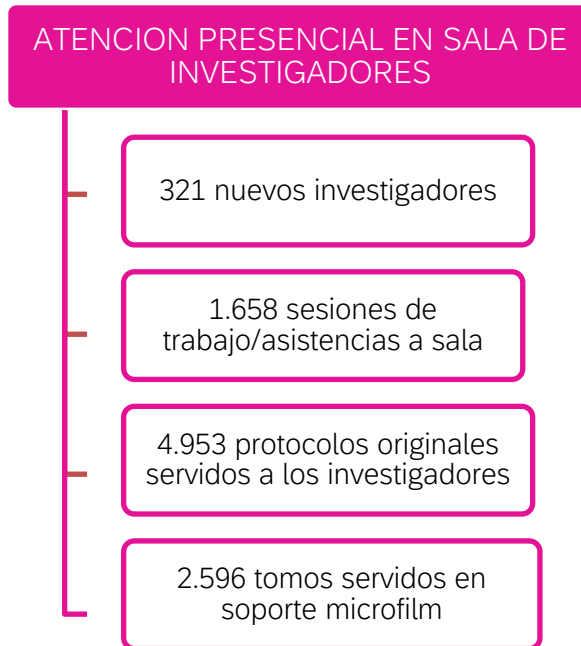 ATENCION PRESENCIAL EN SALA DE
INVESTIGADORES
321 nuevos investigadores
1.658 sesiones de
trabajo/asistencias a sala
4.953 protocolos originales
servidos a los investigadores
2.596 tomos servidos en
soporte microfilm